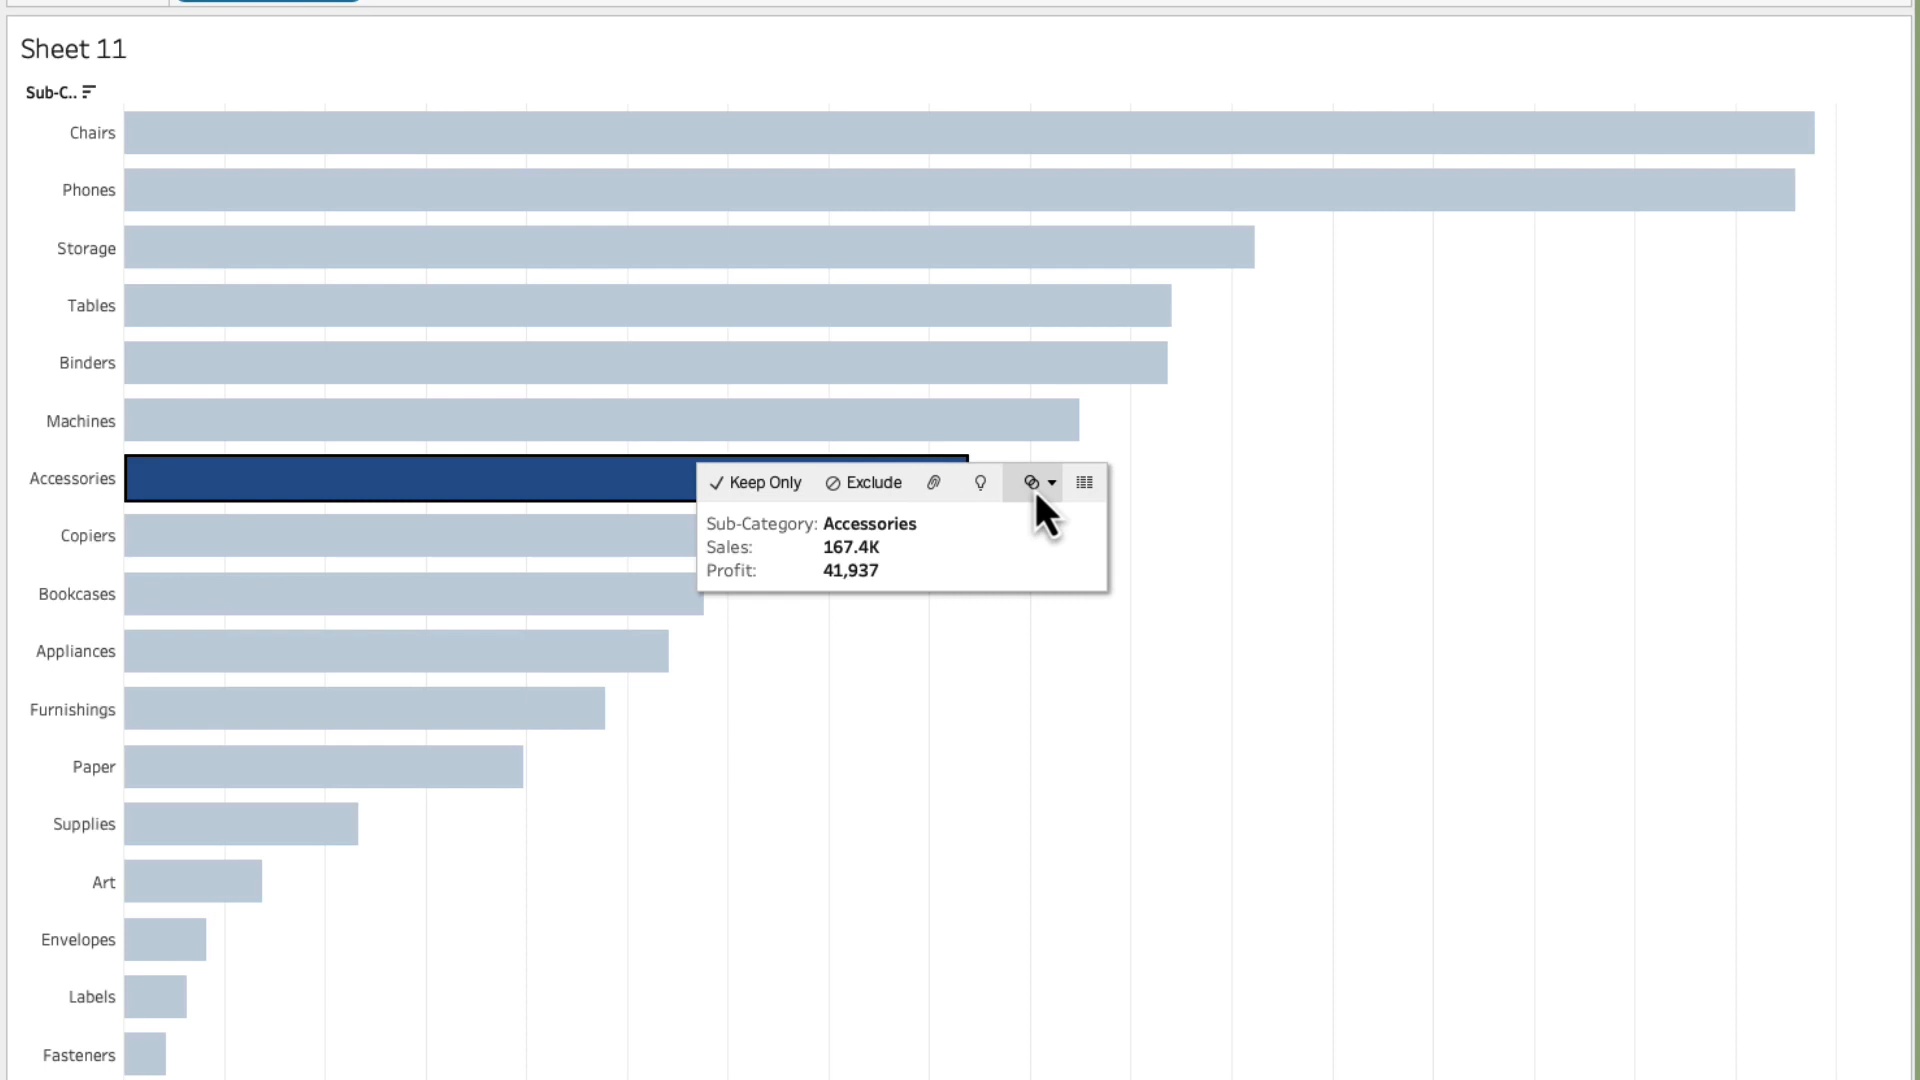 Sheet 11
Sub-C..
Chairs
Phones
Storage
Tables
Binders
Machines
Accessories
Keep Only Exclude
Sub-Category: Accessories
Sales: 167.4K
Profit: 41,937
Copiers
Bookcases
Appliances
Furnishings
Paper
Supplies
Art
Envelopes
Labels
Fasteners